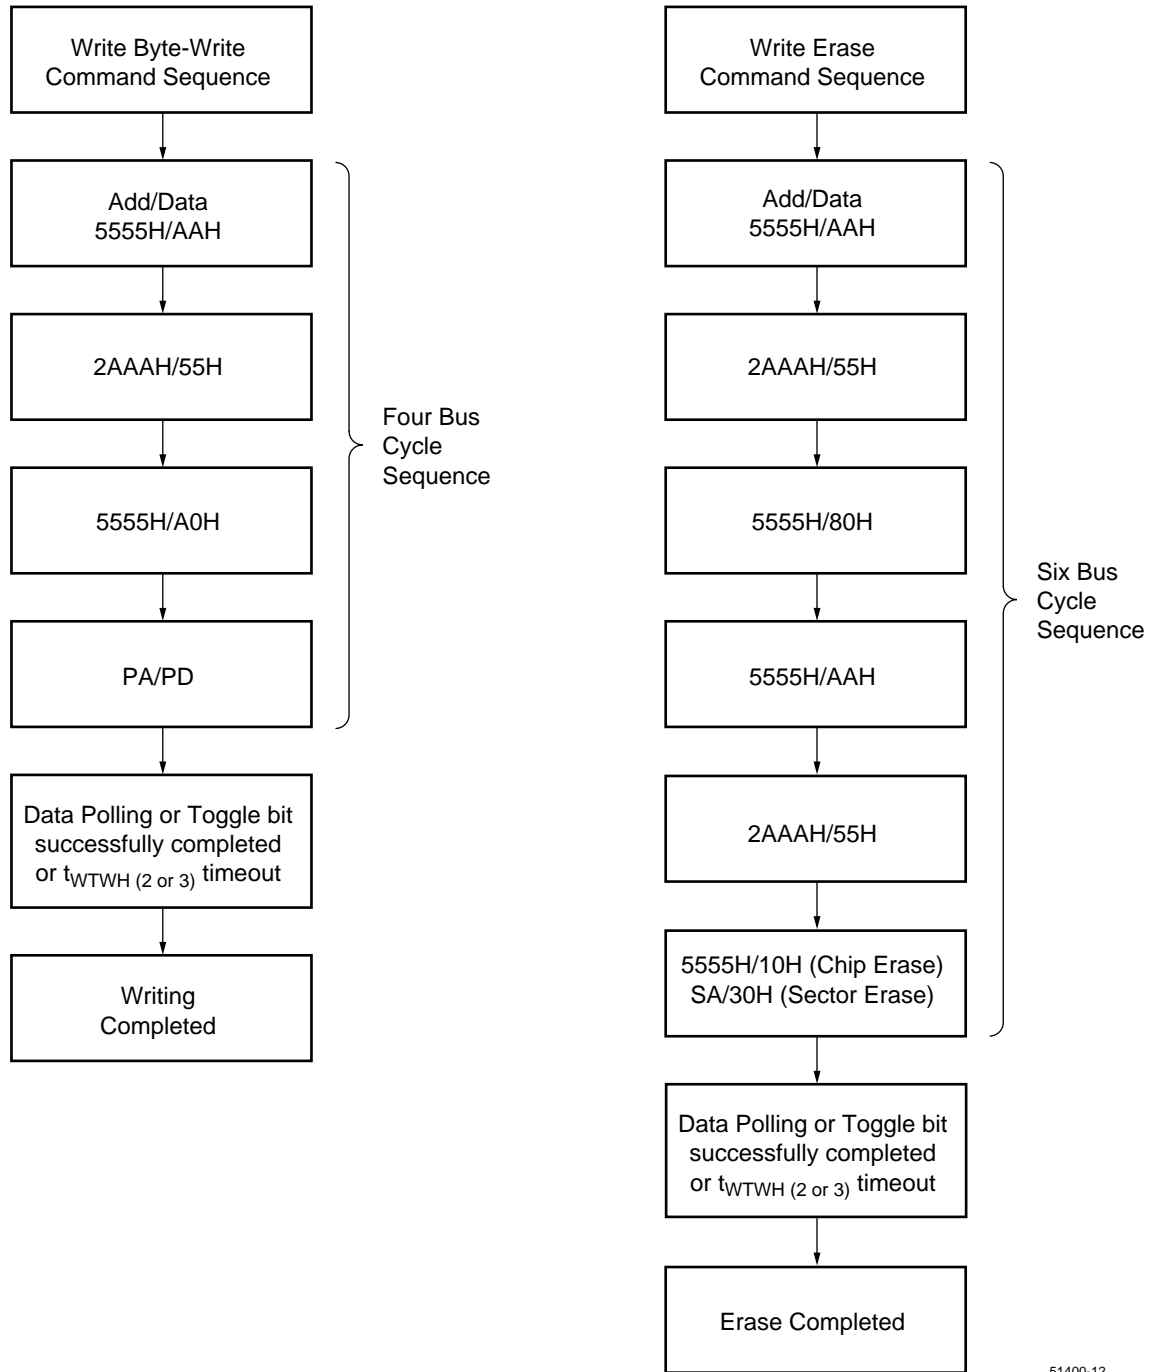 Write Byte-Write
Command Sequence
Add/Data
5555H/AAH
2AAAH/55H
5555H/A0H
PA/PD
Four Bus
Cycle
Sequence
Data Polling or Toggle bit
successfully completed
or tWTWH (2 or 3) timeout
Writing
Completed
Write Erase
Command Sequence
Add/Data
5555H/AAH
2AAAH/55H
5555H/80H
5555H/AAH
2AAAH/55H
5555H/10H (Chip Erase)
SA/30H (Sector Erase)
Six Bus
Cycle
Sequence
Data Polling or Toggle bit
successfully completed
or tWTWH (2 or 3) timeout
Erase Completed
51400-12